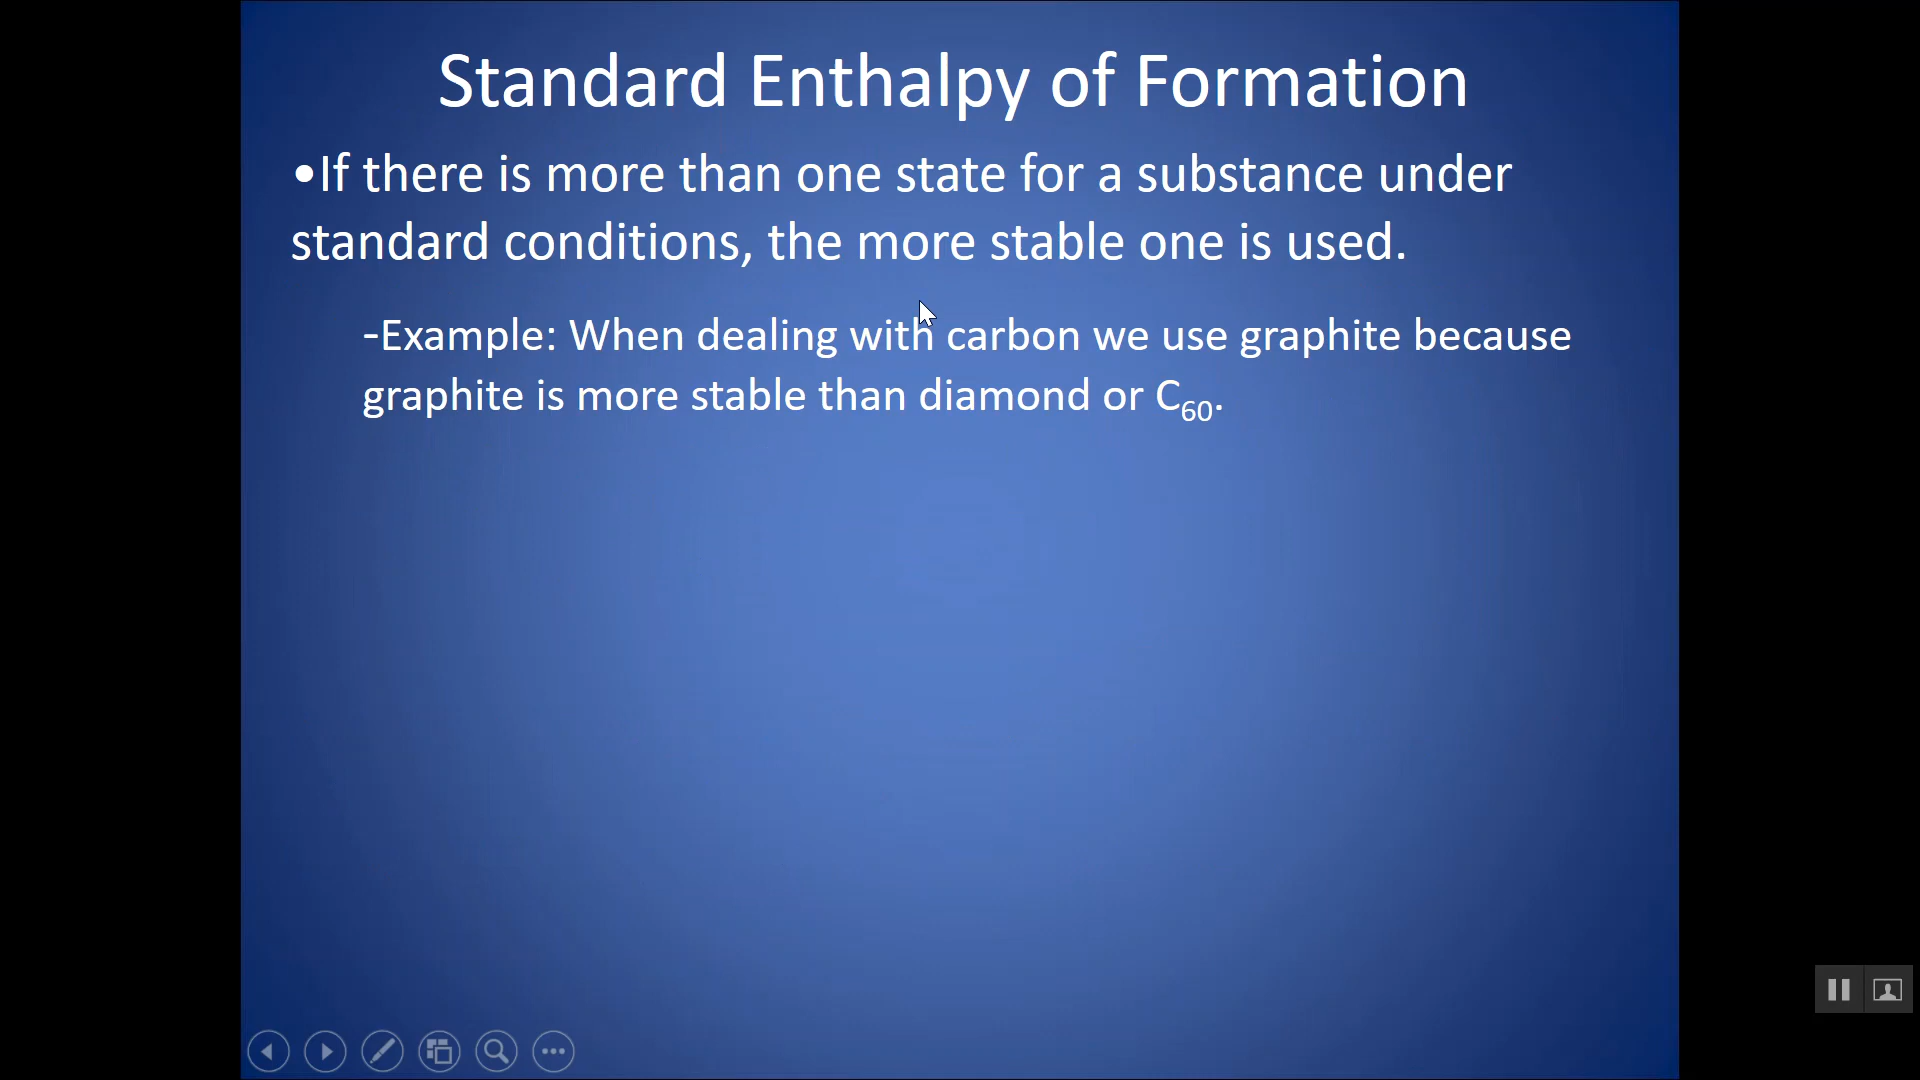 Standard Enthalpy of Formation
•If there is more than one state for a substance under
standard conditions, the more stable one is used.
-Example: When dealing with carbon we use graphite because
graphite is more stable than diamond or C₆₀.